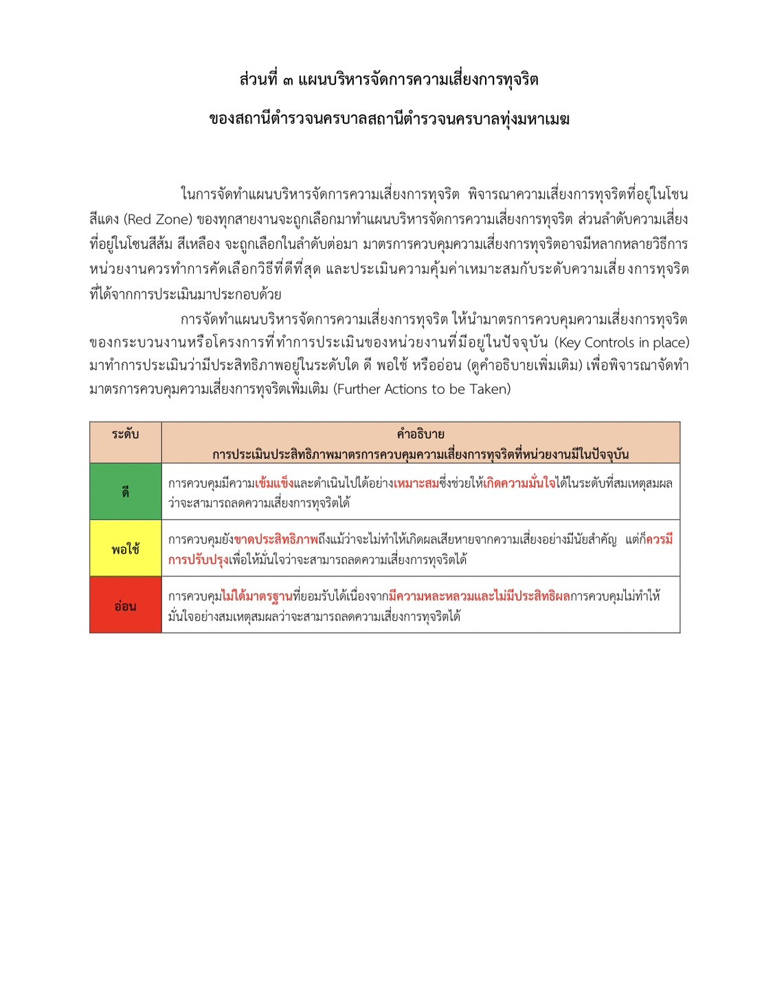 ส่วนที่ ๓ แผนบริหารจัดการความเสี่ยงการทุจริต
ของสถานีตำรวจนครบาลสถานีตำรวจนครบาลทุ่งมหาเมฆ
ในการจัดทำแผนบริหารจัดการความเสี่ยงการทุจริต พิจารณาความเสี่ยงการทุจริตที่อยู่ในโซน
สีแดง (Red Zone) ของทุกสายงานจะถูกเลือกมาทำแผนบริหารจัดการความเสี่ยงการทุจริต ส่วนลำดับความเสี่ยง
ที่อยู่ในโซนสีส้ม สีเหลือง จะถูกเลือกในลำดับต่อมา มาตรการควบคุมความเสี่ยงการทุจริตอาจมีหลากหลายวิธีการ
หน่วยงานควรทำการคัดเลือกวิธีที่ดีที่สุด และประเมินความคุ้มค่าเหมาะสมกับระดับความเสี่ยงการทุจริต
ที่ได้จากการประเมินมาประกอบด้วย
การจัดทำแผนบริหารจัดการความเสี่ยงการทุจริต ให้นำมาตรการควบคุมความเสี่ยงการทุจริต
ของกระบวนงานหรือโครงการที่ทำการประเมินของหน่วยงานที่มีอยู่ในปัจจุบัน (Key Controls in place)
มาทำการประเมินว่ามีประสิทธิภาพอยู่ในระดับใด ดี พอใช้ หรืออ่อน (ดูคำอธิบายเพิ่มเติม) เพื่อพิจารณาจัดทำ
มาตรการควบคุมความเสี่ยงการทุจริตเพิ่มเติม (Further Actions to be Taken)
ระดับ คำอธิบาย
การประเมินประสิทธิภาพมาตรการควบคุมความเสี่ยงการทุจริตที่หน่วยงานมีในปัจจุบัน
ดี การควบคุมมีความเข้มแข็งและดำเนินไปได้อย่างเหมาะสมซึ่งช่วยให้เกิดความมั่นใจได้ในระดับที่สมเหตุสมผล
ว่าจะสามารถลดความเสี่ยงการทุจริตได้
พอใช้ การควบคุมยังขาดประสิทธิภาพถึงแม้ว่าจะไม่ทำให้เกิดผลเสียหายจากความเสี่ยงอย่างมีนัยสำคัญ แต่ก็ควรมี
การปรับปรุงเพื่อให้มั่นใจว่าจะสามารถลดความเสี่ยงการทุจริตได้
อ่อน การควบคุมไม่ได้มาตรฐานที่ยอมรับได้เนื่องจากมีความหละหลวมและไม่มีประสิทธิผลการควบคุมไม่ทำให้
มั่นใจอย่างสมเหตุสมผลว่าจะสามารถลดความเสี่ยงการทุจริตได้